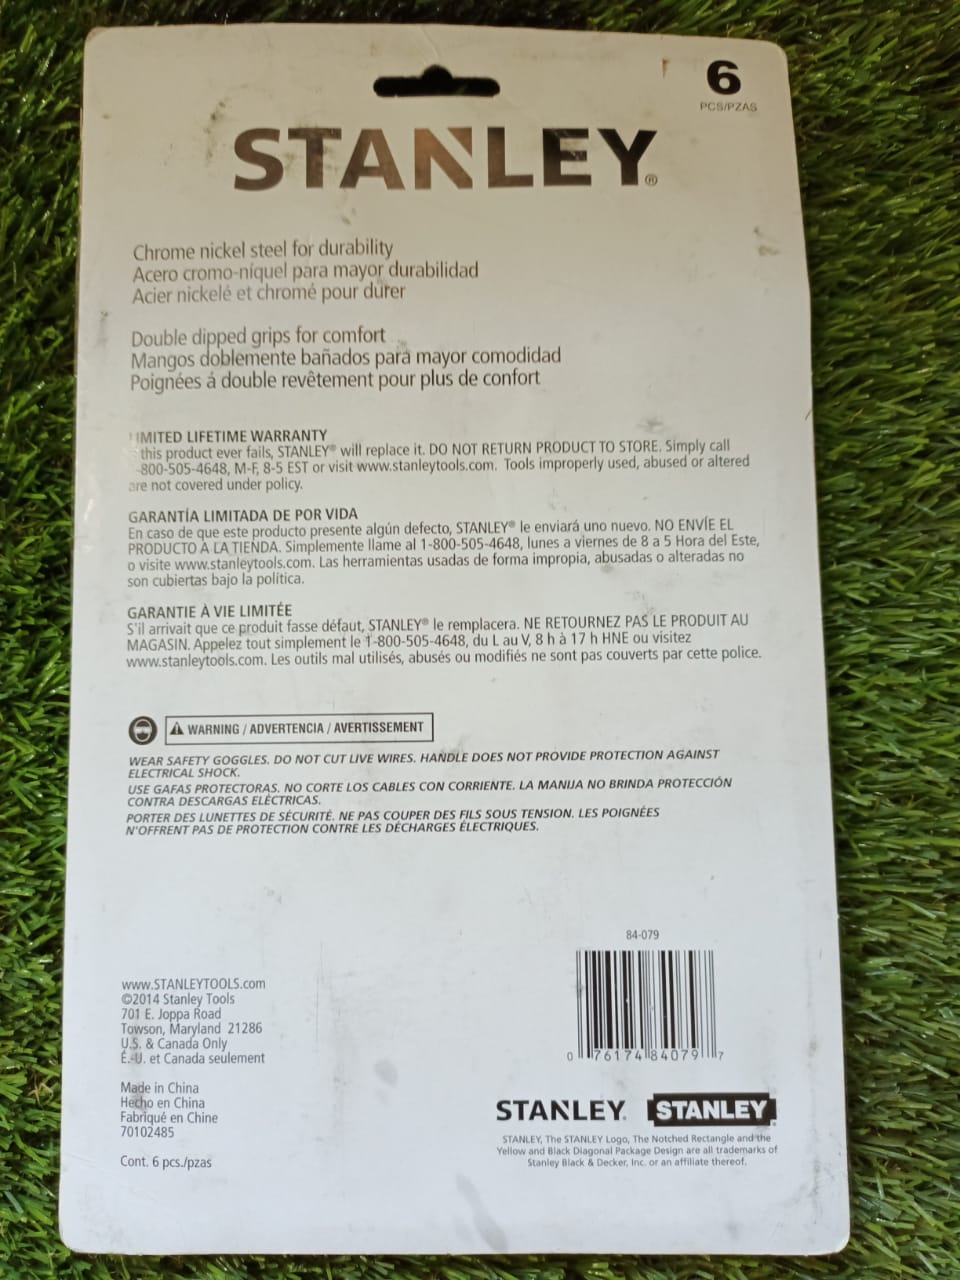 6
PCS/PZAS
STANLEY®
Chrome nickel steel for durability
Acero cromo-níquel para mayor durabilidad
Acier nickelé et chromé pour durer
Double dipped grips for comfort
Mangos doblemente bañados para mayor comodidad
Poignées á double revêtement pour plus de confort
IMITED LIFETIME WARRANTY
this product ever fails, STANLEY® will replace it. DO NOT RETURN PRODUCT TO STORE. Simply call
-800-505-4648, M-F, 8-5 EST or visit www.stanleytools.com. Tools improperly used, abused or altered
are not covered under policy.
GARANTÍA LIMITADA DE POR VIDA
En caso de que este producto presente algún defecto, STANLEY® le enviará uno nuevo. NO ENVÍE EL
PRODUCTO A LA TIENDA. Simplemente llame al 1-800-505-4648, lunes a viernes de 8 a 5 Hora del Este,
o visite www.stanleytools.com. Las herramientas usadas de forma impropia, abusadas o alteradas no
son cubiertas bajo la política.
GARANTIE À VIE LIMITÉE
S'il arrivait que ce produit fasse défaut, STANLEY® le remplacera. NE RETOURNEZ PAS LE PRODUIT AU
MAGASIN. Appelez tout simplement le 1-800-505-4648, du L au V, 8 h à 17 h HNE ou visitez
www.stanleytools.com. Les outils mal utilisés, abusés ou modifiés ne sont pas couverts par cette police.
WARNING / ADVERTENCIA / AVERTISSEMENT
WEAR SAFETY GOGGLES. DO NOT CUT LIVE WIRES. HANDLE DOES NOT PROVIDE PROTECTION AGAINST
ELECTRICAL SHOCK.
USE GAFAS PROTECTORAS. NO CORTE LOS CABLES CON CORRIENTE. LA MANIJA NO BRINDA PROTECCIÓN
CONTRA DESCARGAS ELÉCTRICAS.
PORTER DES LUNETTES DE SÉCURITÉ. NE PAS COUPER DES FILS SOUS TENSION. LES POIGNÉES
N'OFFRENT PAS DE PROTECTION CONTRE LES DÉCHARGES ÉLECTRIQUES.
84-079
0 76174 84079 7
www.STANLEYTOOLS.com
©2014 Stanley Tools
701 E. Joppa Road
Towson, Maryland 21286
U.S. & Canada Only
É.-U. et Canada seulement
Made in China
Hecho en China
Fabriqué en Chine
70102485
Cont. 6 pcs./pzas
STANLEY. STANLEY
STANLEY, The STANLEY Logo, The Notched Rectangle and the
Yellow and Black Diagonal Package Design are all trademarks of
Stanley Black & Decker, Inc. or an affiliate thereof.